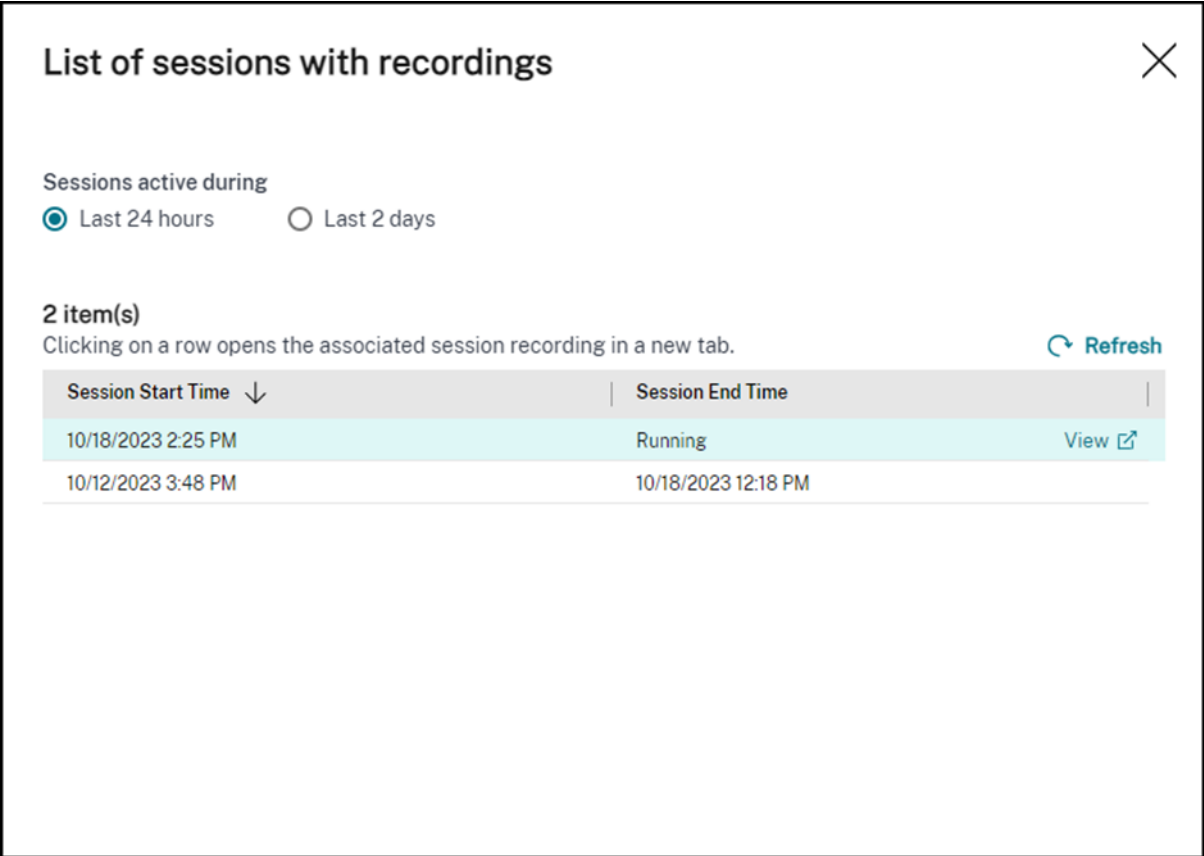 List of sessions with recordings
Sessions active during
Last 24 hours Last 2 days
2 item(s)
Clicking on a row opens the associated session recording in a new tab. Refresh
Session Start Time Session End Time
10/18/2023 2:25 PM Running View
10/12/2023 3:48 PM 10/18/2023 12:18 PM